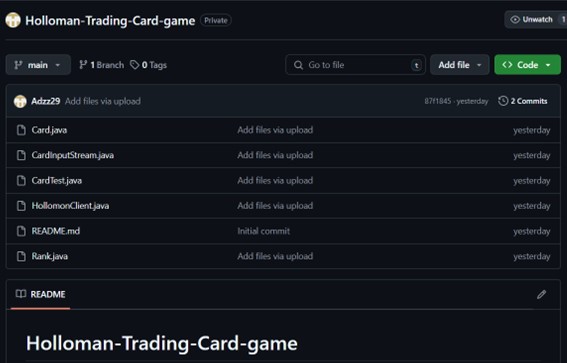 Holloman-Trading-Card-game Private Unwatch 1
main 1 Branch 0 Tags Go to file t Add file Code
Adzz29 Add files via upload 87f1845 · yesterday 2 Commits
Card.java Add files via upload yesterday
CardInputStream.java Add files via upload yesterday
CardTest.java Add files via upload yesterday
HollomonClient.java Add files via upload yesterday
README.md Initial commit yesterday
Rank.java Add files via upload yesterday
README
Holloman-Trading-Card-game